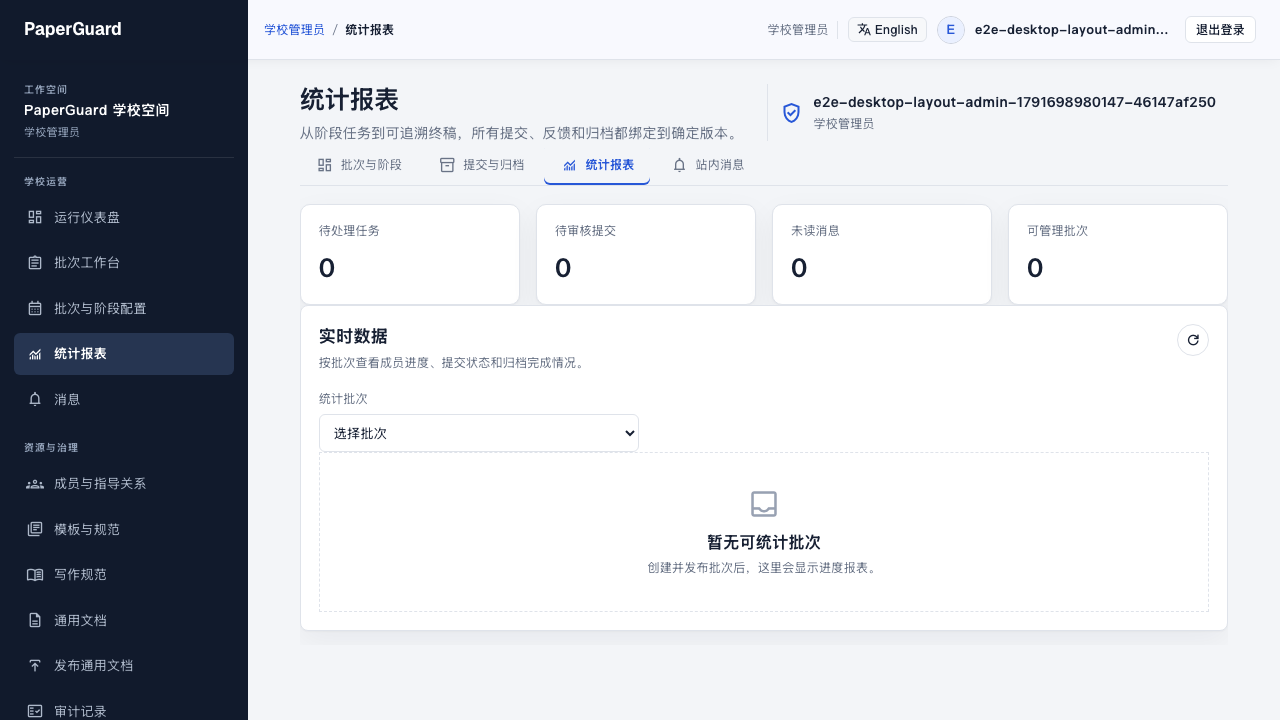 PaperGuard
工作空间
PaperGuard 学校空间
学校管理员
学校运营
运行仪表盘
批次工作台
批次与阶段配置
统计报表
消息
资源与治理
成员与指导关系
模板与规范
写作规范
通用文档
发布通用文档
审计记录
学校管理员 / 统计报表
学校管理员
English
E
e2e-desktop-layout-admin...
退出登录
统计报表
从阶段任务到可追溯终稿，所有提交、反馈和归档都绑定到确定版本。
e2e-desktop-layout-admin-1791698980147-46147af250
学校管理员
批次与阶段
提交与归档
统计报表
站内消息
待处理任务
0
待审核提交
0
未读消息
0
可管理批次
0
实时数据
按批次查看成员进度、提交状态和归档完成情况。
统计批次
选择批次
暂无可统计批次
创建并发布批次后，这里会显示进度报表。